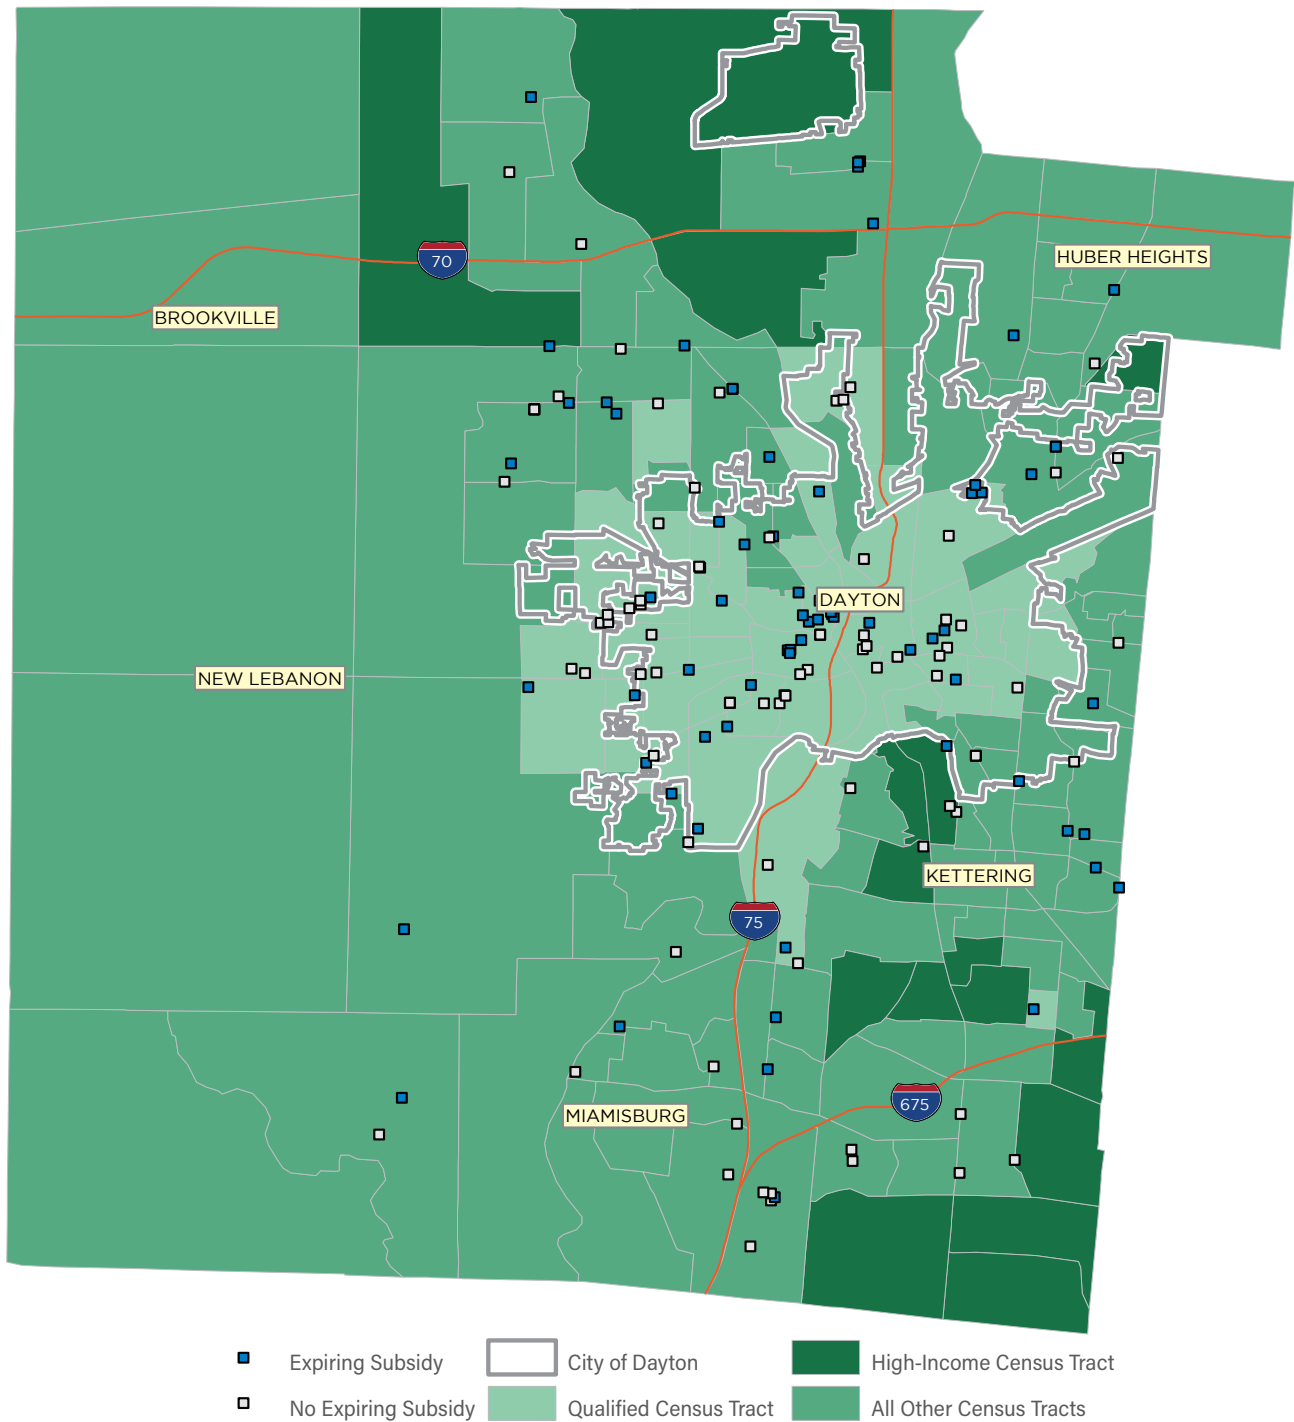 70
HUBER HEIGHTS
BROOKVILLE
DAYTON
NEW LEBANON
KETTERING
75
675
MIAMISBURG
Expiring Subsidy
City of Dayton
High-Income Census Tract
No Expiring Subsidy
Qualified Census Tract
All Other Census Tracts